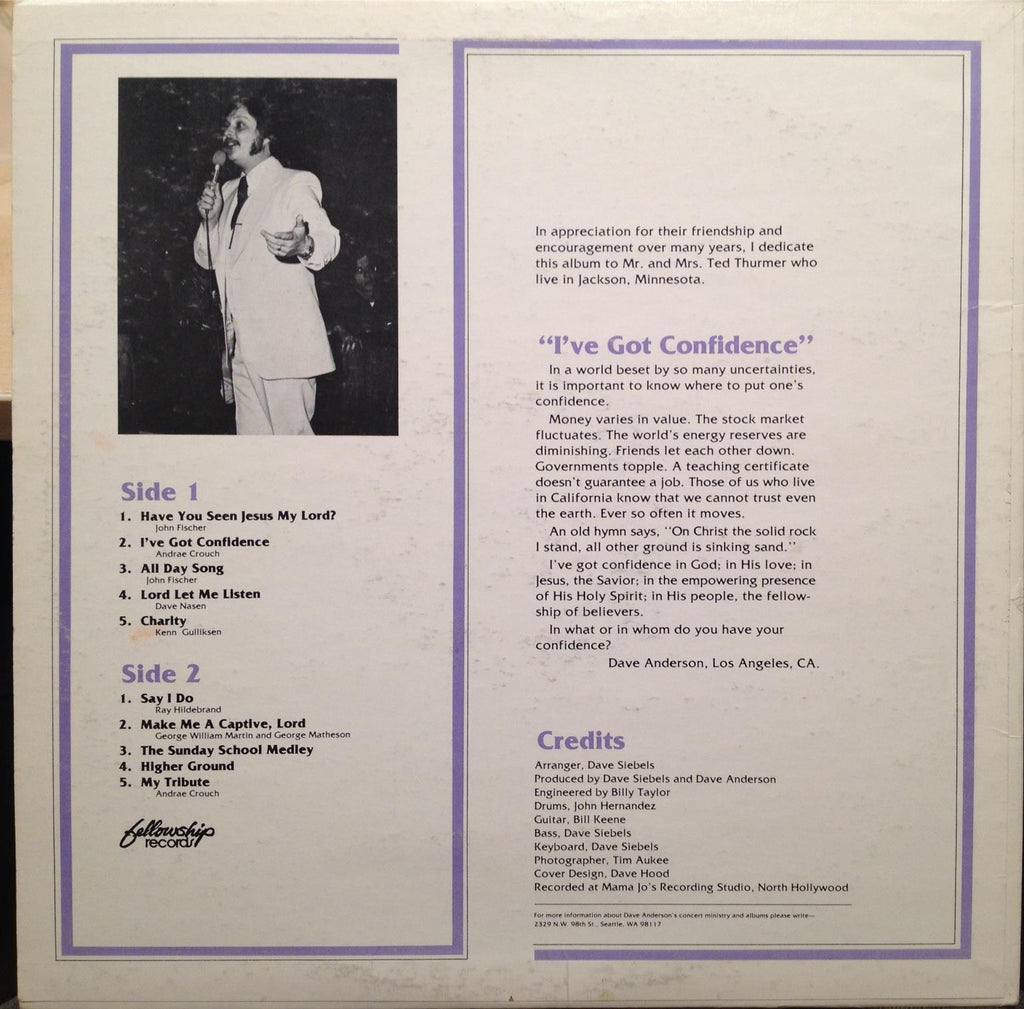 Side 1
1. Have You Seen Jesus My Lord?
John Fischer
2. I've Got Confidence
Andrae Crouch
3. All Day Song
John Fischer
4. Lord Let Me Listen
Dave Nasen
5. Charity
Kenn Gulliksen
Side 2
1. Say I Do
Ray Hildebrand
2. Make Me A Captive, Lord
George William Martin and George Matheson
3. The Sunday School Medley
4. Higher Ground
5. My Tribute
Andrae Crouch
fellowship
records
In appreciation for their friendship and
encouragement over many years, I dedicate
this album to Mr. and Mrs. Ted Thurmer who
live in Jackson, Minnesota.
“I've Got Confidence”
In a world beset by so many uncertainties,
it is important to know where to put one's
confidence.
Money varies in value. The stock market
fluctuates. The world's energy reserves are
diminishing. Friends let each other down.
Governments topple. A teaching certificate
doesn't guarantee a job. Those of us who live
in California know that we cannot trust even
the earth. Ever so often it moves.
An old hymn says, "On Christ the solid rock
I stand, all other ground is sinking sand."
I've got confidence in God; in His love; in
Jesus, the Savior; in the empowering presence
of His Holy Spirit; in His people, the fellow-
ship of believers.
In what or in whom do you have your
confidence?
Dave Anderson, Los Angeles, CA.
Credits
Arranger, Dave Siebels
Produced by Dave Siebels and Dave Anderson
Engineered by Billy Taylor
Drums, John Hernandez
Guitar, Bill Keene
Bass, Dave Siebels
Keyboard, Dave Siebels
Photographer, Tim Aukee
Cover Design, Dave Hood
Recorded at Mama Jo's Recording Studio, North Hollywood
For more information about Dave Anderson's concert ministry and albums please write—
2329 N.W. 98th St., Seattle, WA 98117